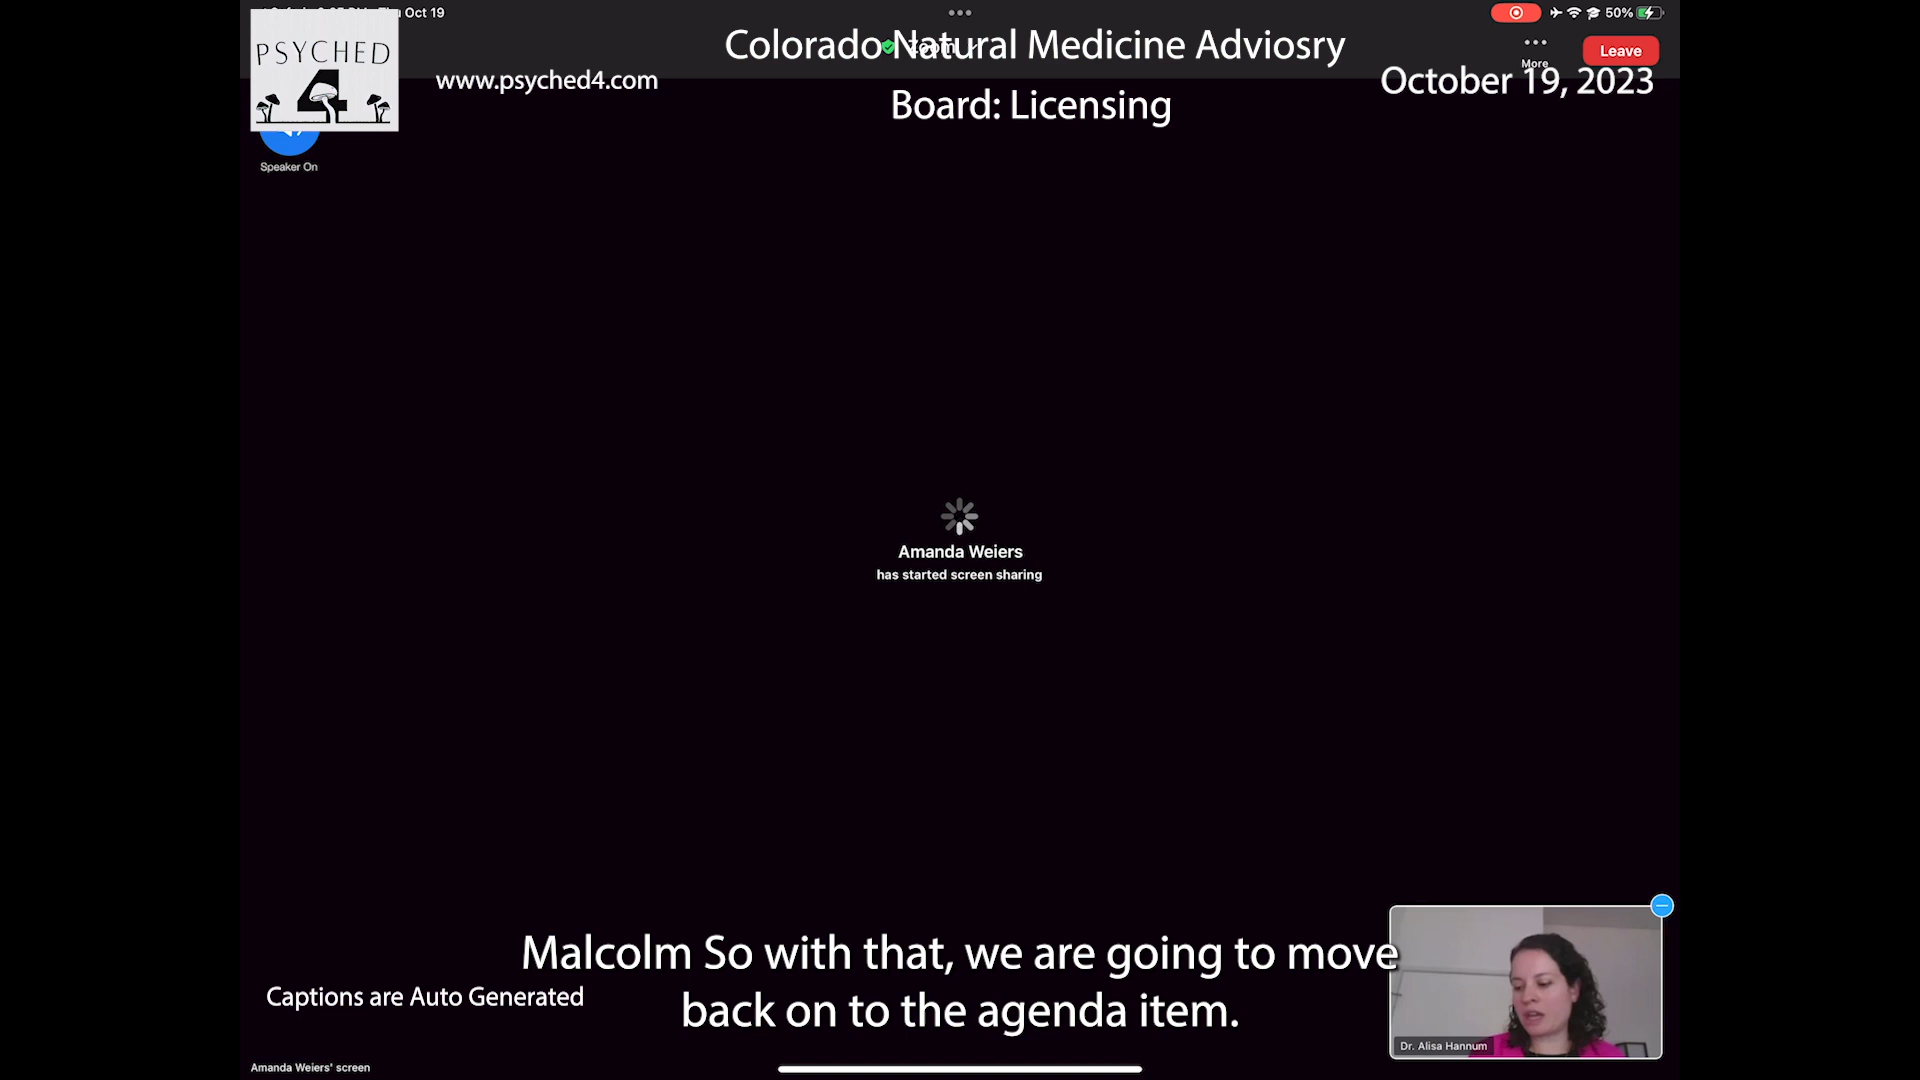 Oct 19
50%
PSYCHED
4
www.psyched4.com
Colorado Natural Medicine Adviosry
Board: Licensing
Zoom
More
Leave
October 19, 2023
Speaker On
Amanda Weiers
has started screen sharing
Malcolm So with that, we are going to move
back on to the agenda item.
Captions are Auto Generated
Dr. Alisa Hannum
Amanda Weiers' screen